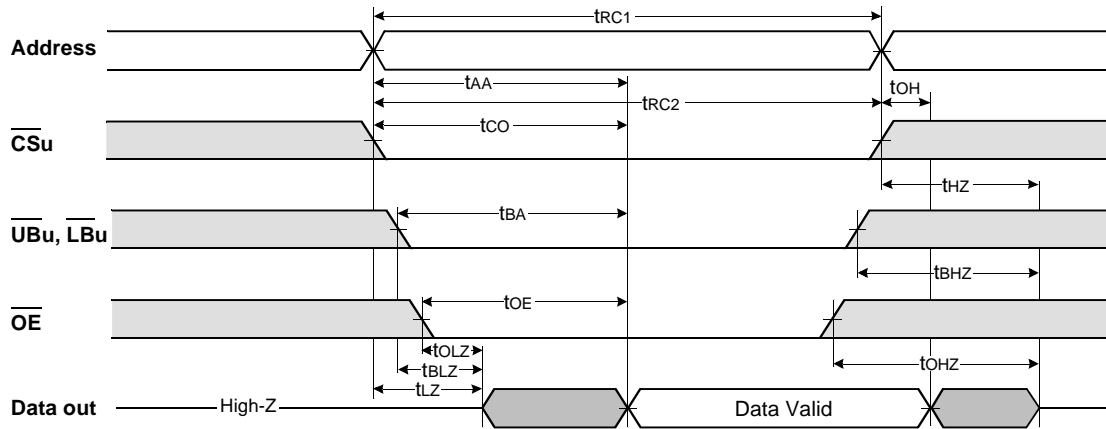 tRC1
Address
tAA
tOH
tRC2
tCO
CSu
tHZ
tBA
UBu, LBu
tBHZ
tOE
OE
tOLZ
tOHZ
tBLZ
tLZ
Data out High-Z Data Valid